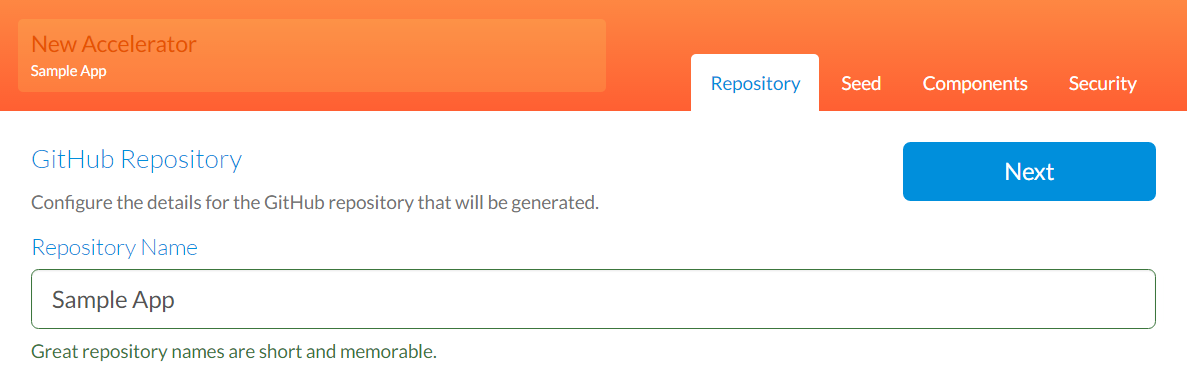 New Accelerator
Sample App
Repository Seed Components Security
GitHub Repository
Next
Configure the details for the GitHub repository that will be generated.
Repository Name
Sample App
Great repository names are short and memorable.